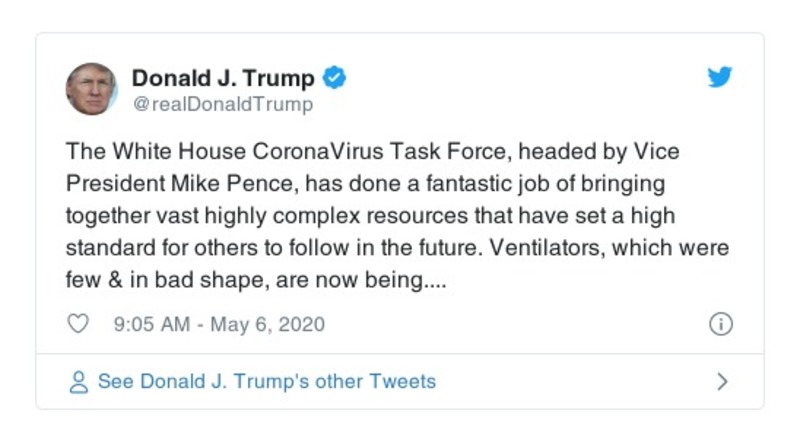 Donald J. Trump
@realDonaldTrump
The White House CoronaVirus Task Force, headed by Vice
President Mike Pence, has done a fantastic job of bringing
together vast highly complex resources that have set a high
standard for others to follow in the future. Ventilators, which were
few & in bad shape, are now being....
9:05 AM - May 6, 2020
See Donald J. Trump's other Tweets